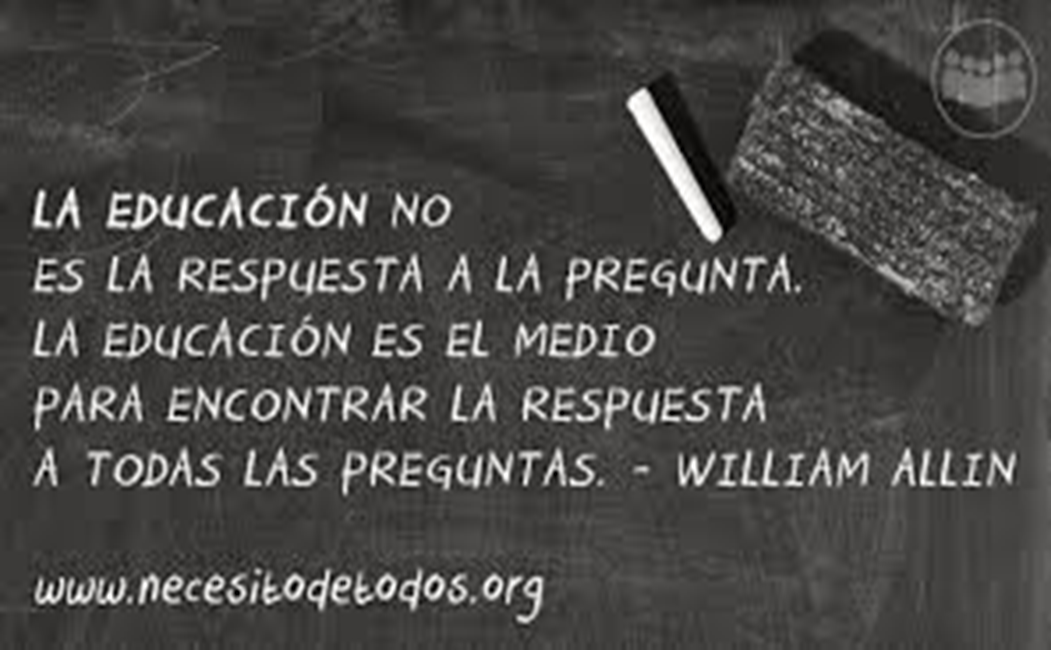 LA EDUCACIÓN NO
ES LA RESPUESTA A LA PREGUNTA.
LA EDUCACIÓN ES EL MEDIO
PARA ENCONTRAR LA RESPUESTA
A TODAS LAS PREGUNTAS. - WILLIAM ALLIN
www.necesitodetodos.org